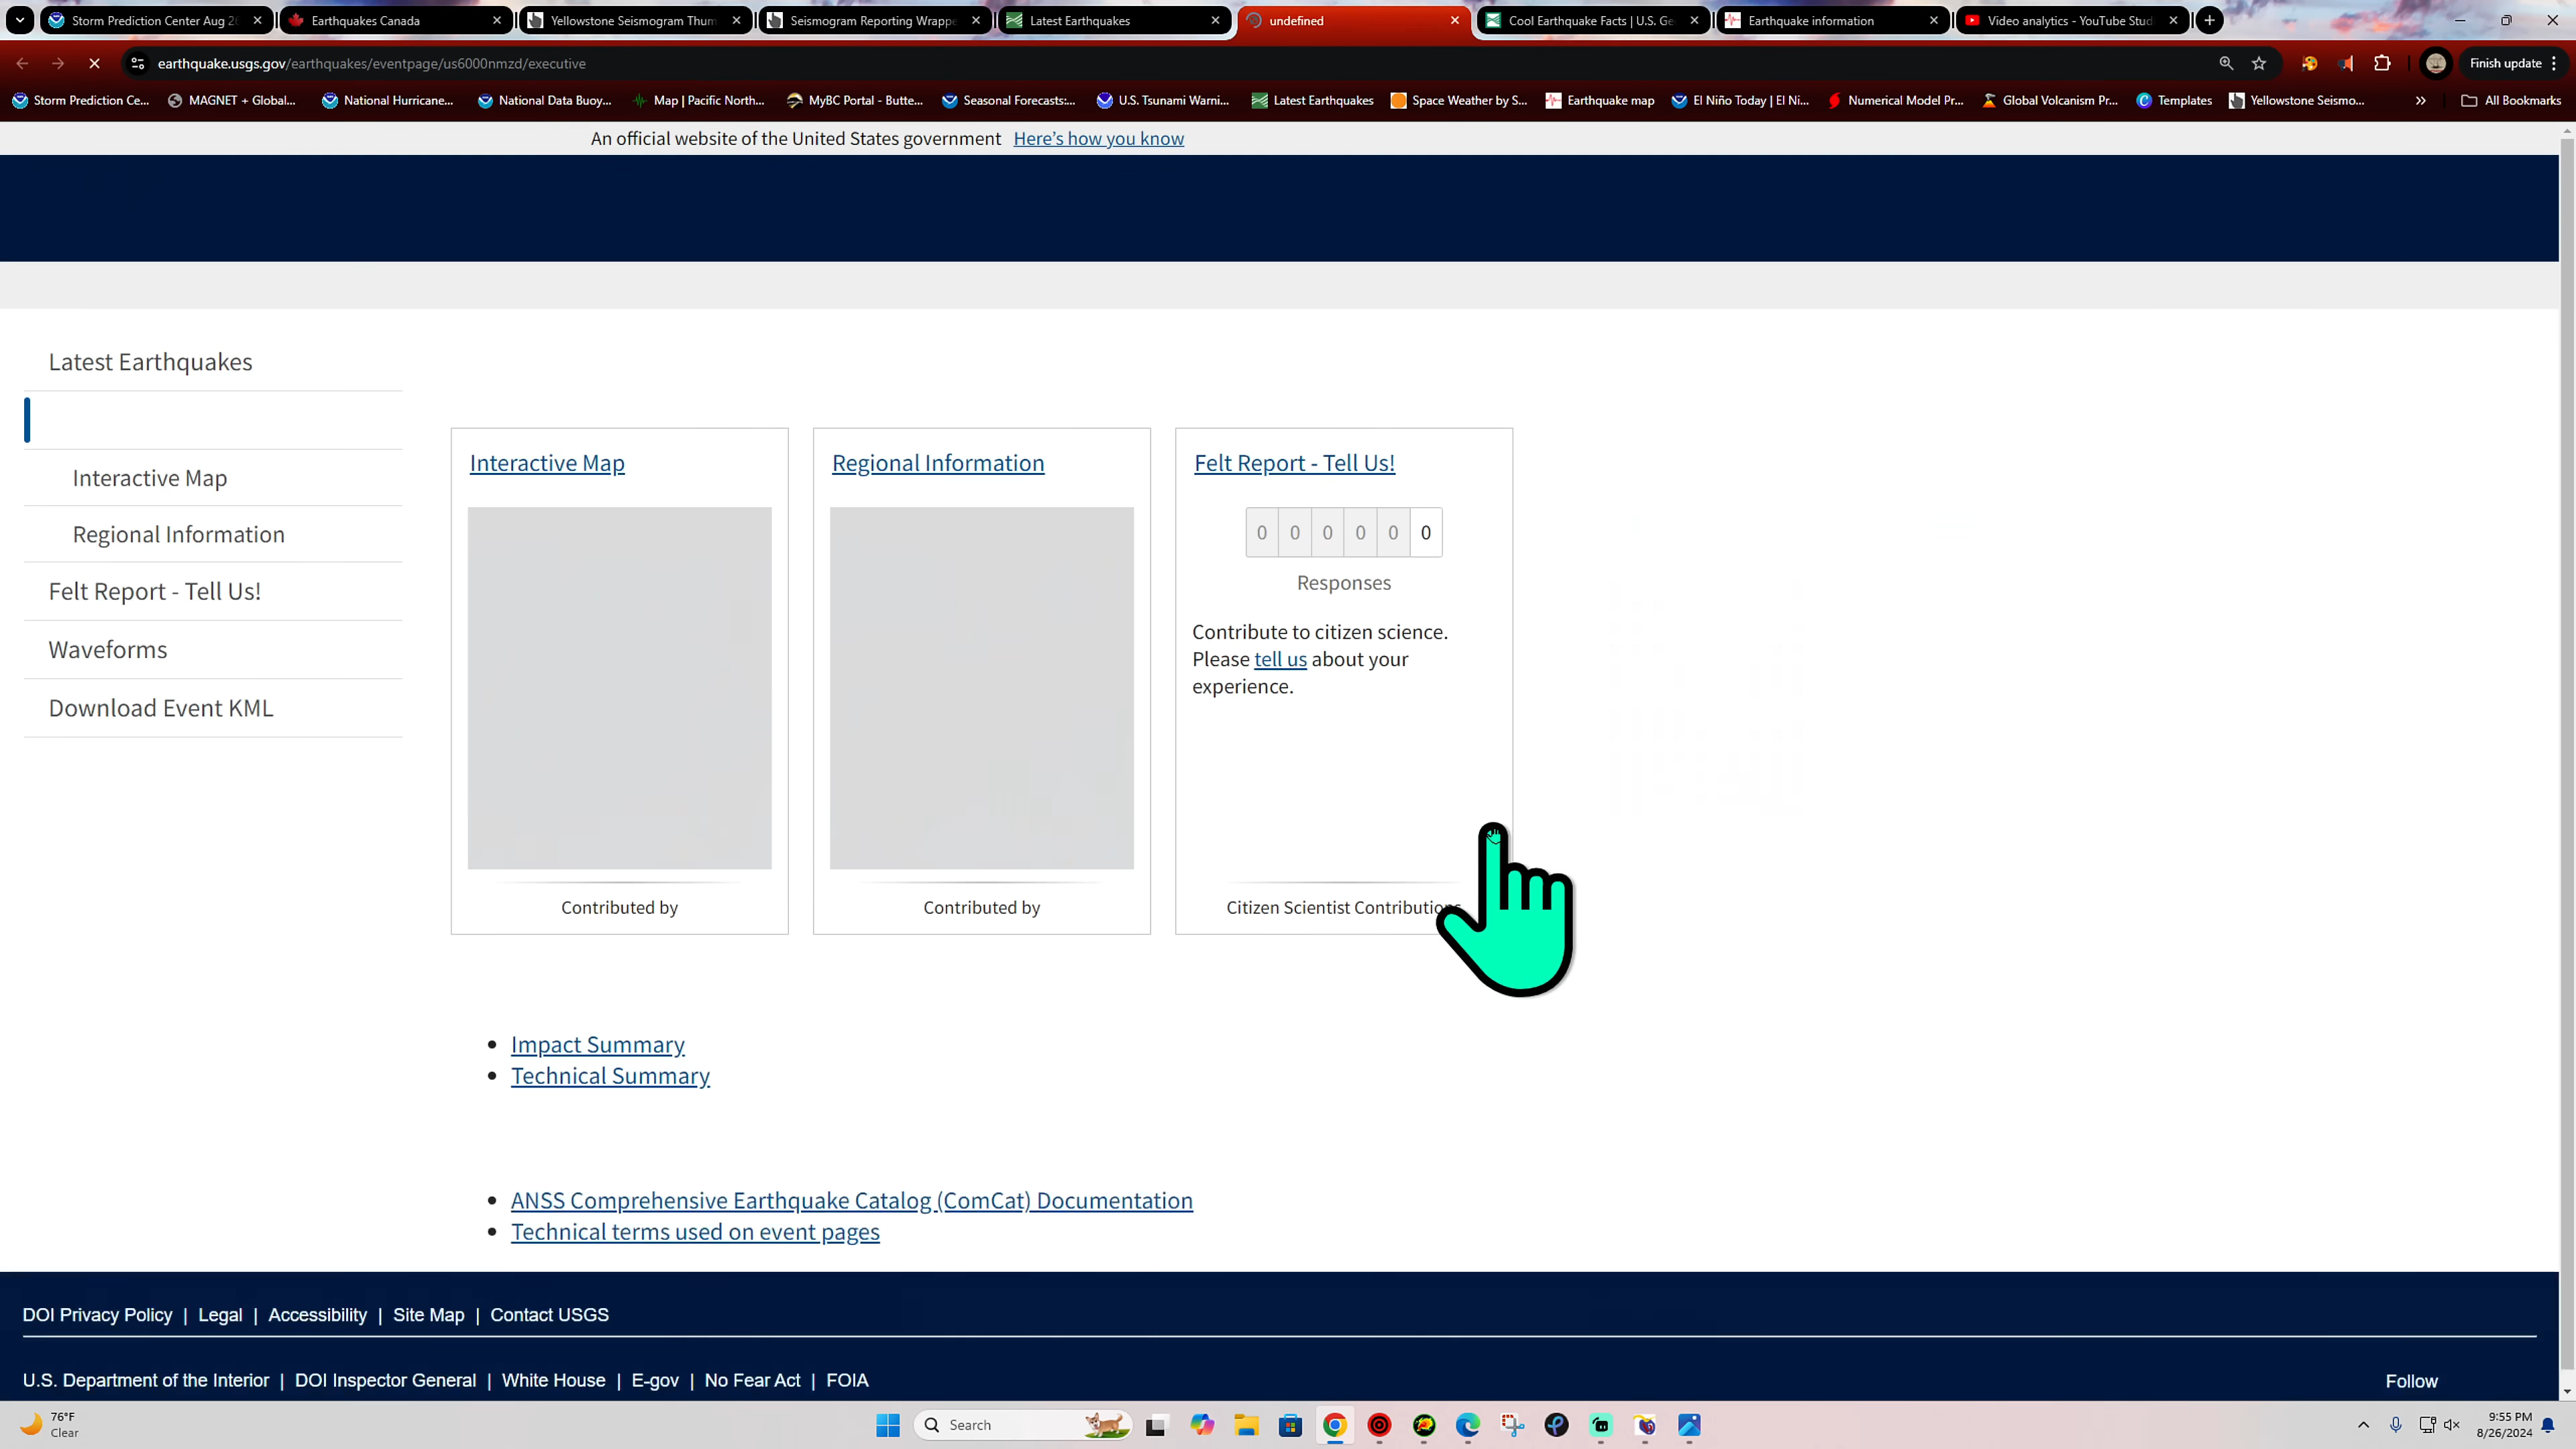 Storm Prediction Center Aug 20
Earthquakes Canada
Yellowstone Seismogram Thum
Seismogram Reporting Wrappe
Latest Earthquakes
undefined
Cool Earthquake Facts | U.S. Ge
Earthquake information
Video analytics - YouTube Stud
earthquake.usgs.gov/earthquakes/eventpage/us6000nmzd/executive
Finish update
Storm Prediction Ce...
MAGNET + Global...
National Hurricane...
National Data Buoy...
Map | Pacific North...
MyBC Portal - Butte...
Seasonal Forecasts:...
U.S. Tsunami Warni...
Latest Earthquakes
Space Weather by S...
Earthquake map
El Niño Today | El Ni...
Numerical Model Pr...
Global Volcanism Pr...
Templates
Yellowstone Seismo...
All Bookmarks
An official website of the United States government Here's how you know
Latest Earthquakes
Interactive Map
Regional Information
Felt Report - Tell Us!
Waveforms
Download Event KML
Interactive Map
Contributed by
Regional Information
Contributed by
Felt Report - Tell Us!
0 0 0 0 0 0
Responses
Contribute to citizen science.
Please tell us about your
experience.
Citizen Scientist Contributions
• Impact Summary
• Technical Summary
• ANSS Comprehensive Earthquake Catalog (ComCat) Documentation
• Technical terms used on event pages
DOI Privacy Policy | Legal | Accessibility | Site Map | Contact USGS
U.S. Department of the Interior | DOI Inspector General | White House | E-gov | No Fear Act | FOIA
Follow
76°F
Clear
Search
9:55 PM
8/26/2024